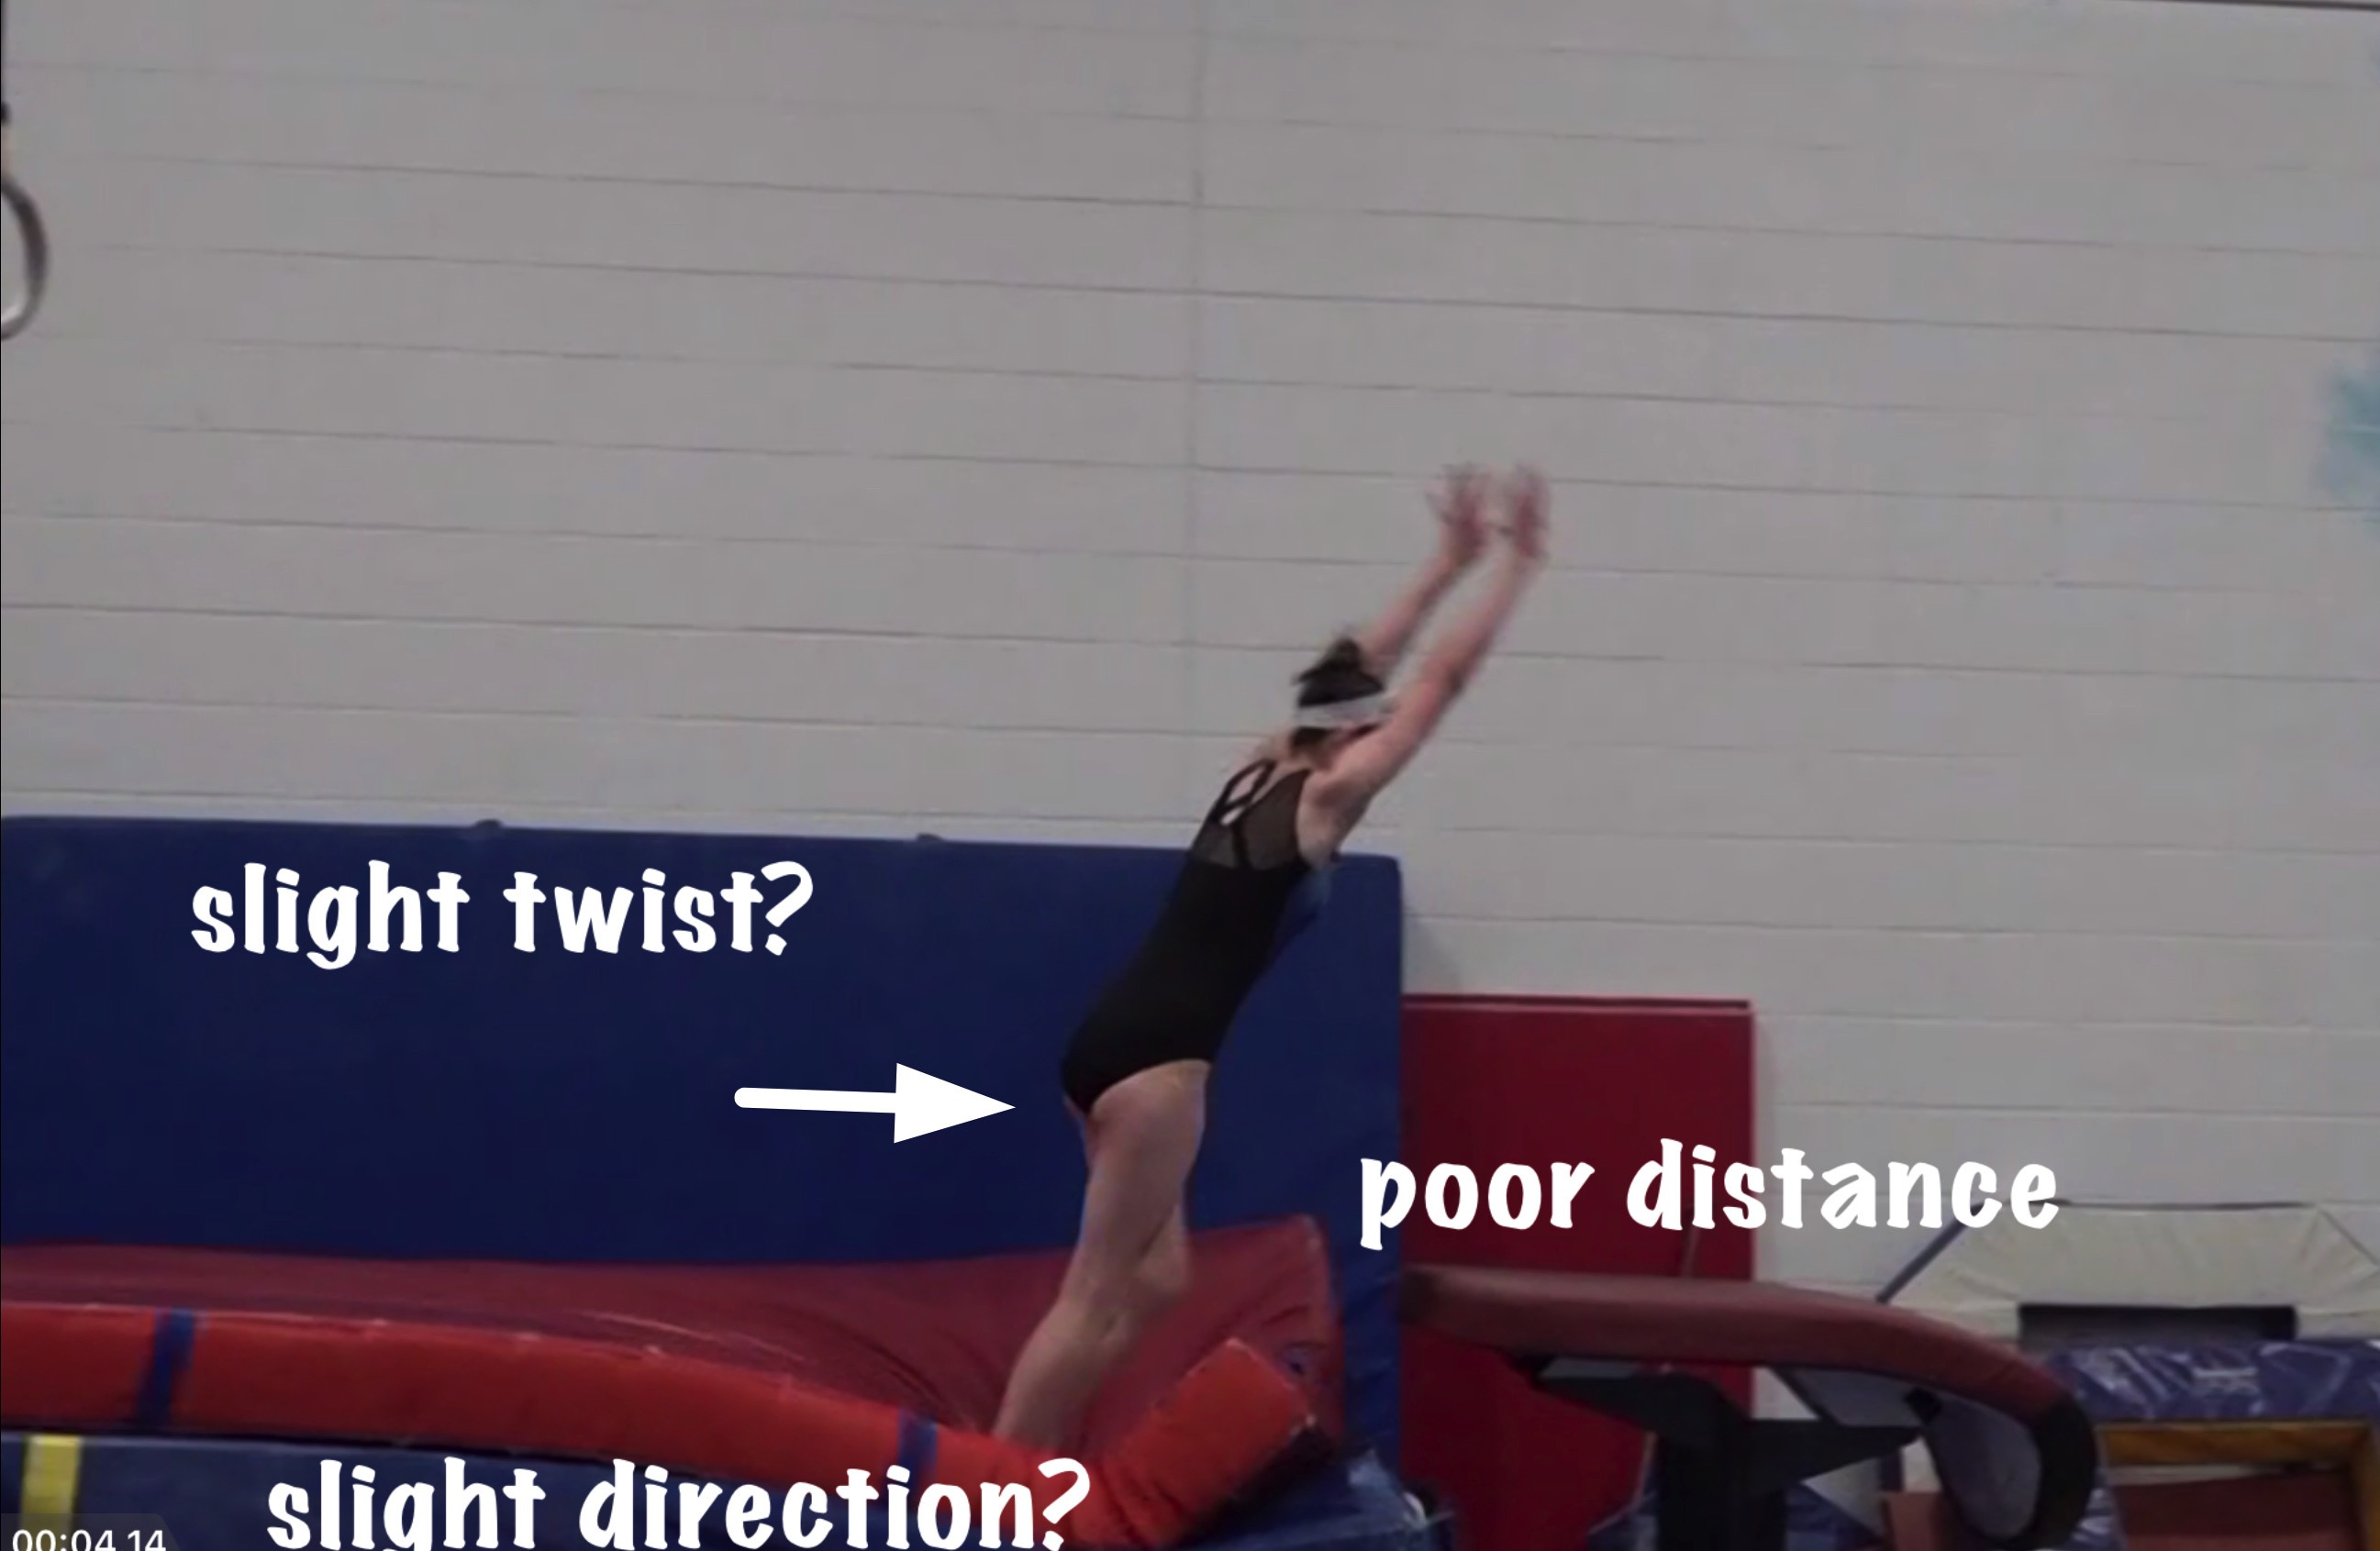 slight twist?
poor distance
slight direction?
00:04.14